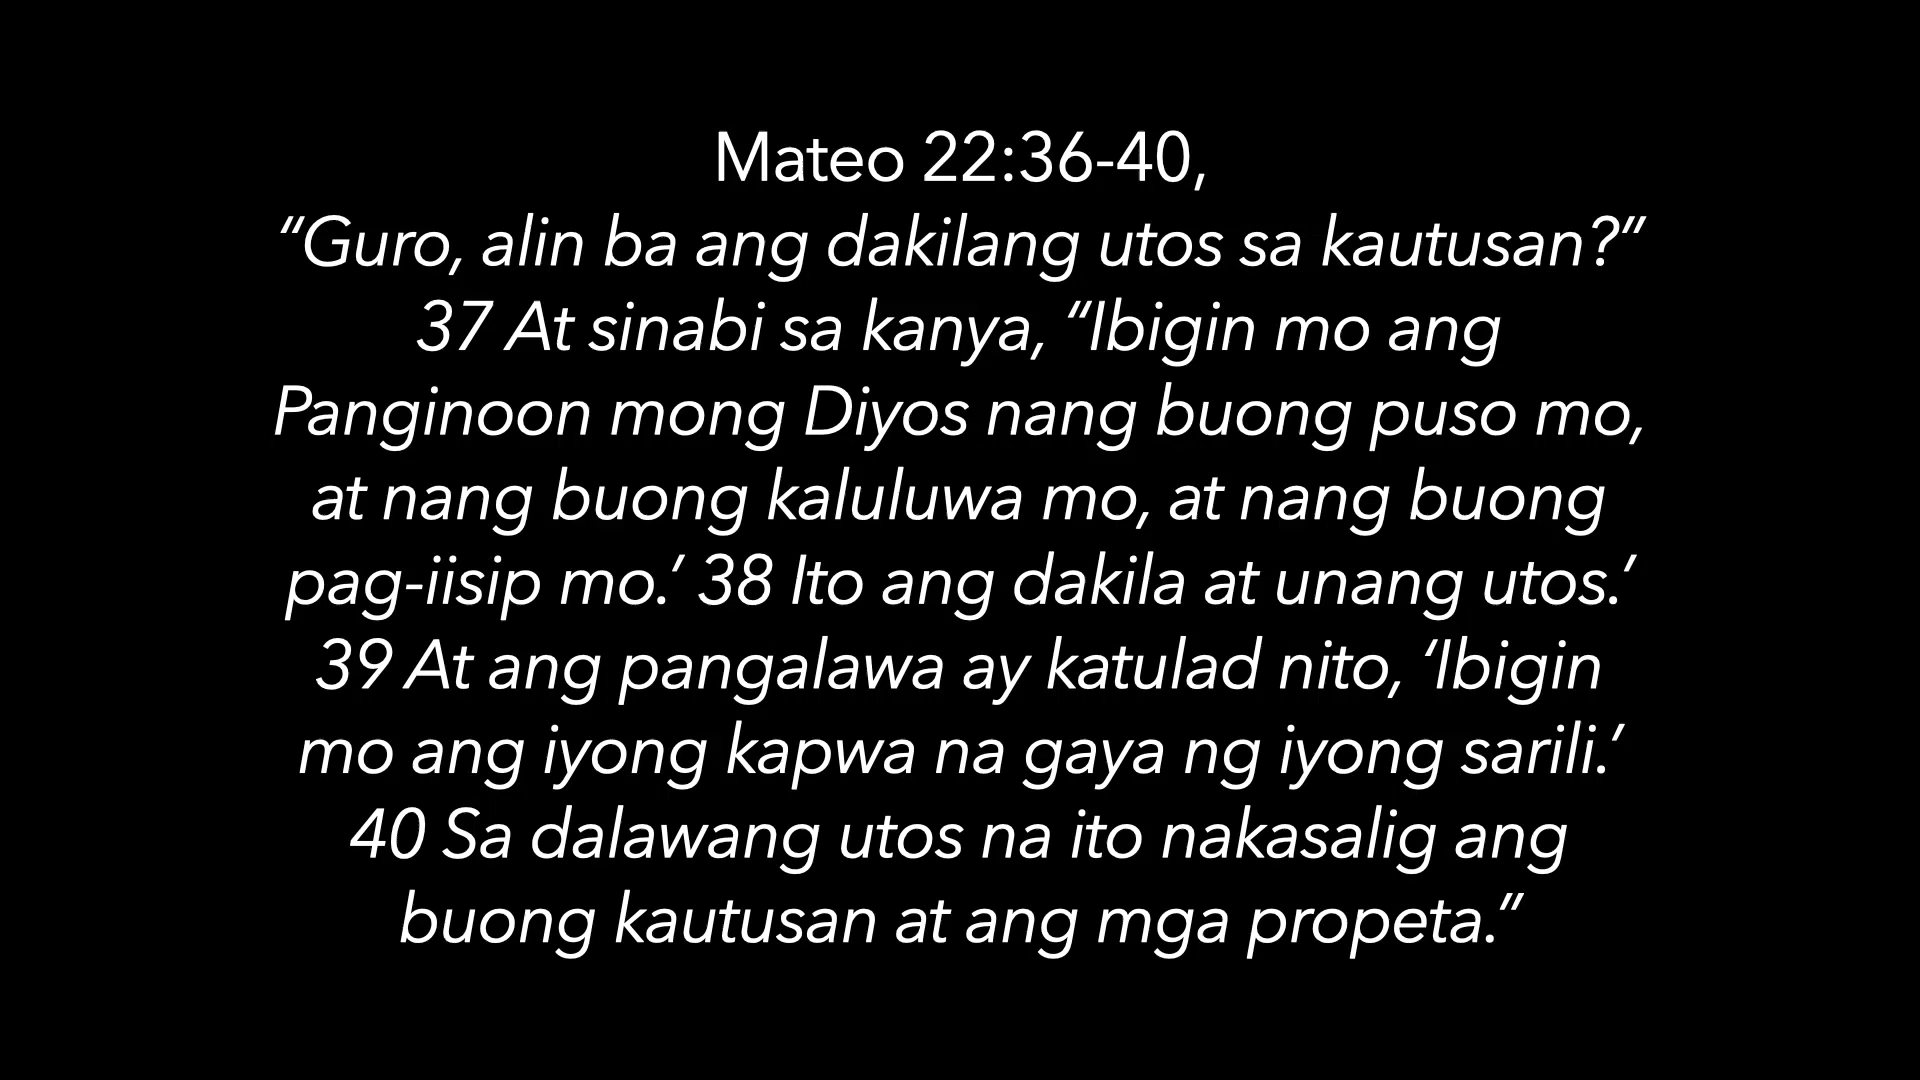 Mateo 22:36-40,
“Guro, alin ba ang dakilang utos sa kautusan?”
37 At sinabi sa kanya, “Ibigin mo ang
Panginoon mong Diyos nang buong puso mo,
at nang buong kaluluwa mo, at nang buong
pag-iisip mo.’ 38 Ito ang dakila at unang utos.’
39 At ang pangalawa ay katulad nito, ‘Ibigin
mo ang iyong kapwa na gaya ng iyong sarili.’
40 Sa dalawang utos na ito nakasalig ang
buong kautusan at ang mga propeta.”